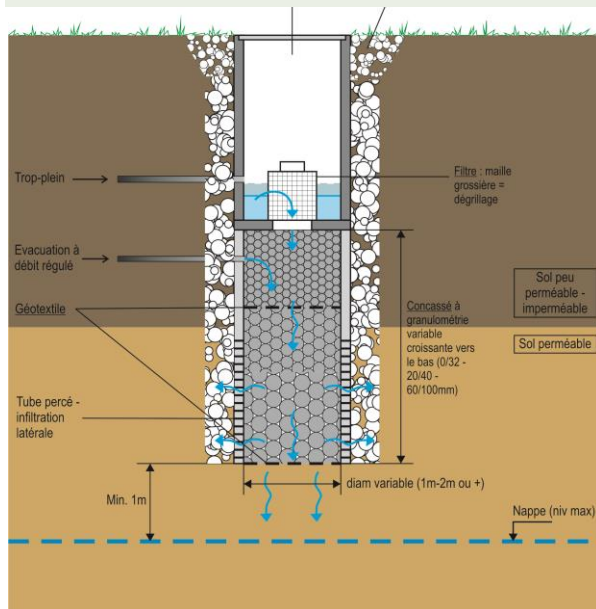 Trop-plein
Filtre : maille
grossière =
dégrillage
Evacuation à
débit régulé
Géotextile
Sol peu
perméable -
imperméable
Concassé à
granulométrie
variable
croissante vers
le bas (0/32 -
20/40 -
60/100mm)
Sol perméable
Tube percé -
infiltration
latérale
diam variable (1m-2m ou +)
Min. 1m
Nappe (niv max)